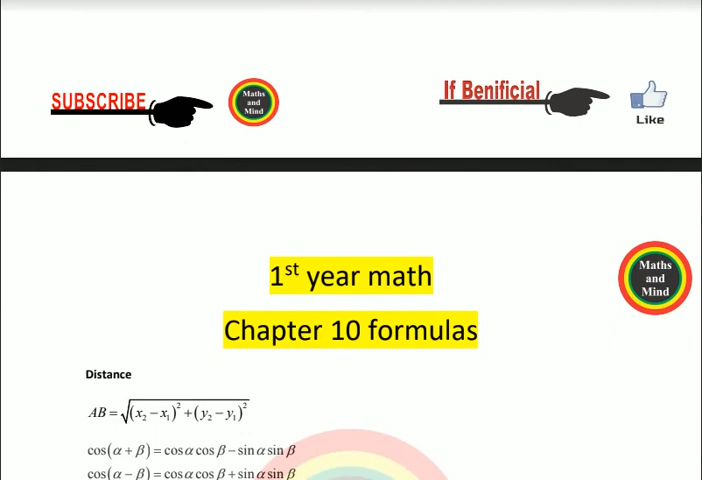 SUBSCRIBE
Maths
and
Mind
If Benificial
Like
1st year math
Maths
and
Mind
Chapter 10 formulas
Distance
AB = √((x₂ − x₁)² + (y₂ − y₁)²)
cos(α + β) = cos α cos β − sin α sin β
cos(α − β) = cos α cos β + sin α sin β